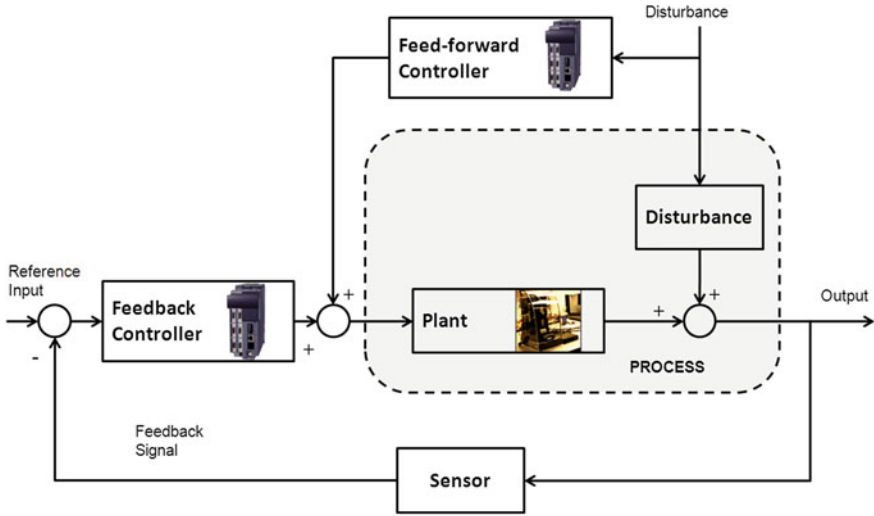 Disturbance
Feed-forward
Controller
Disturbance
Reference
Input
Feedback
Controller
+
+
Plant
+
+
Output
PROCESS
-
Feedback
Signal
Sensor